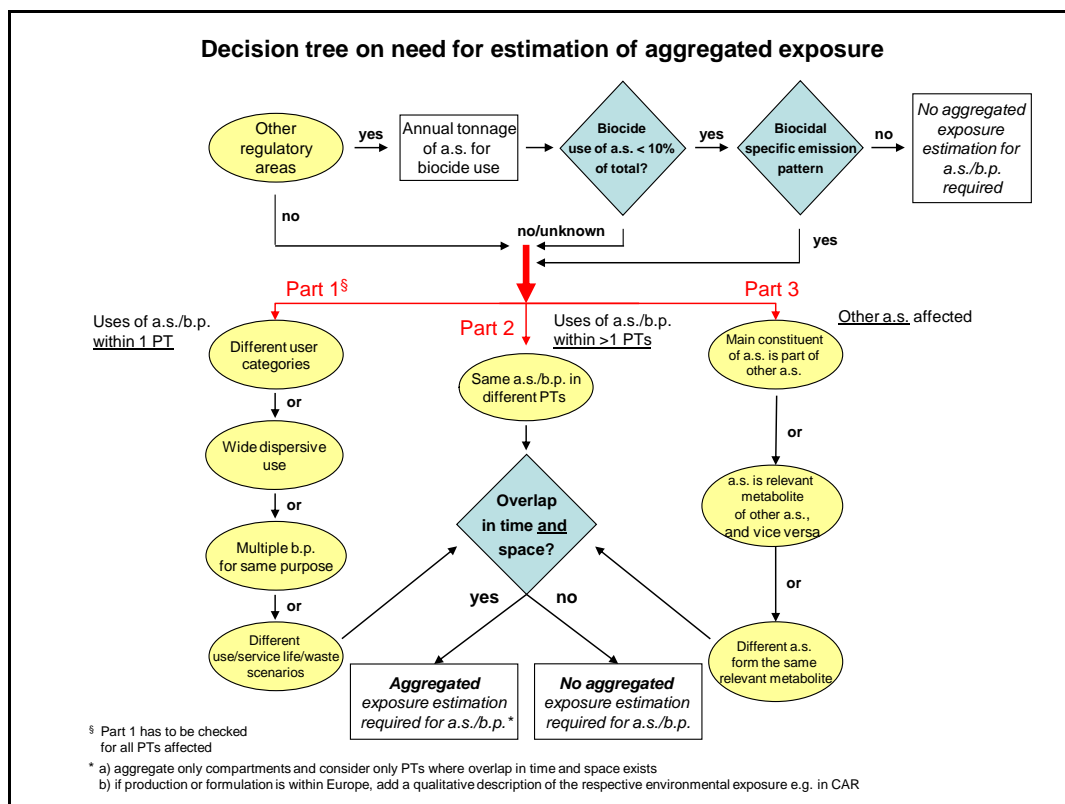 Decision tree on need for estimation of aggregated exposure
Other
regulatory
areas
yes
Annual tonnage
of a.s. for
biocide use
Biocide
use of a.s. < 10%
of total?
yes
Biocidal
specific emission
pattern
no
No aggregated
exposure
estimation for
a.s./b.p.
required
no
no/unknown
yes
Part 1§
Part 2
Part 3
Uses of a.s./b.p.
within 1 PT
Uses of a.s./b.p.
within >1 PTs
Other a.s. affected
Different user
categories
or
Wide dispersive
use
or
Multiple b.p.
for same purpose
or
Different
use/service life/waste
scenarios
Same a.s./b.p. in
different PTs
Overlap
in time and
space?
yes
no
Main constituent
of a.s. is part of
other a.s.
or
a.s. is relevant
metabolite
of other a.s.,
and vice versa
or
Different a.s.
form the same
relevant metabolite
Aggregated
exposure estimation
required for a.s./b.p.*
No aggregated
exposure estimation
required for a.s./b.p.
§ Part 1 has to be checked
for all PTs affected
* a) aggregate only compartments and consider only PTs where overlap in time and space exists
b) if production or formulation is within Europe, add a qualitative description of the respective environmental exposure e.g. in CAR